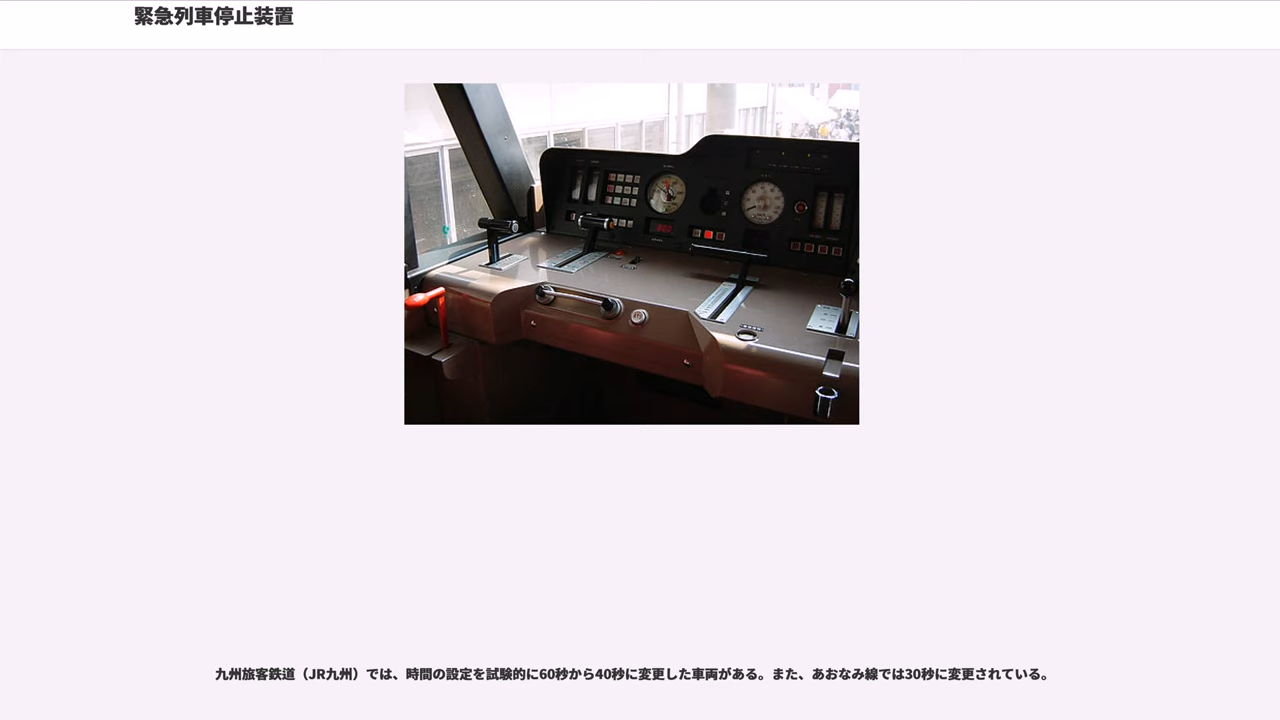 緊急列車停止装置
九州旅客鉄道（JR九州）では、時間の設定を試験的に60秒から40秒に変更した車両がある。また、あおなみ線では30秒に変更されている。